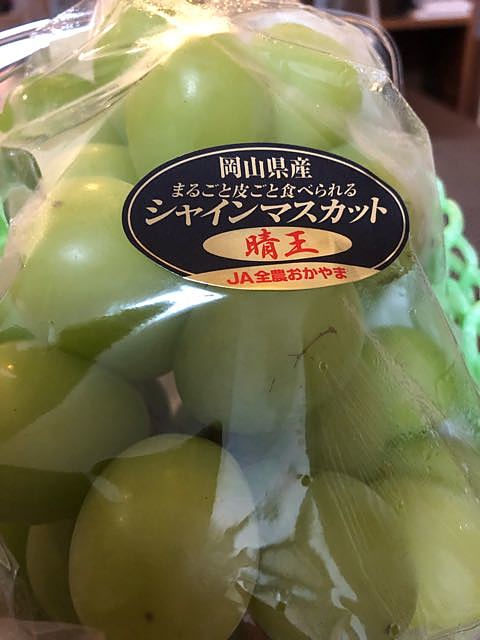 岡山県産
まるごと皮ごと食べられる
シャインマスカット
晴王
JA全農おかやま